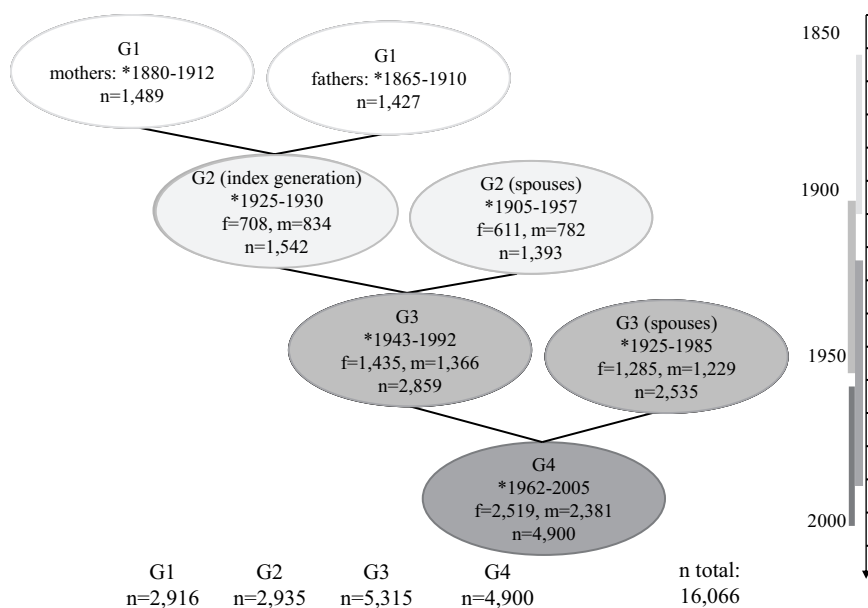 G1
mothers: *1880-1912
n=1,489
G1
fathers: *1865-1910
n=1,427
G2 (index generation)
*1925-1930
f=708, m=834
n=1,542
G2 (spouses)
*1905-1957
f=611, m=782
n=1,393
G3
*1943-1992
f=1,435, m=1,366
n=2,859
G3 (spouses)
*1925-1985
f=1,285, m=1,229
n=2,535
G4
*1962-2005
f=2,519, m=2,381
n=4,900
1850
1900
1950
2000
G1 G2 G3 G4 n total:
n=2,916 n=2,935 n=5,315 n=4,900 16,066